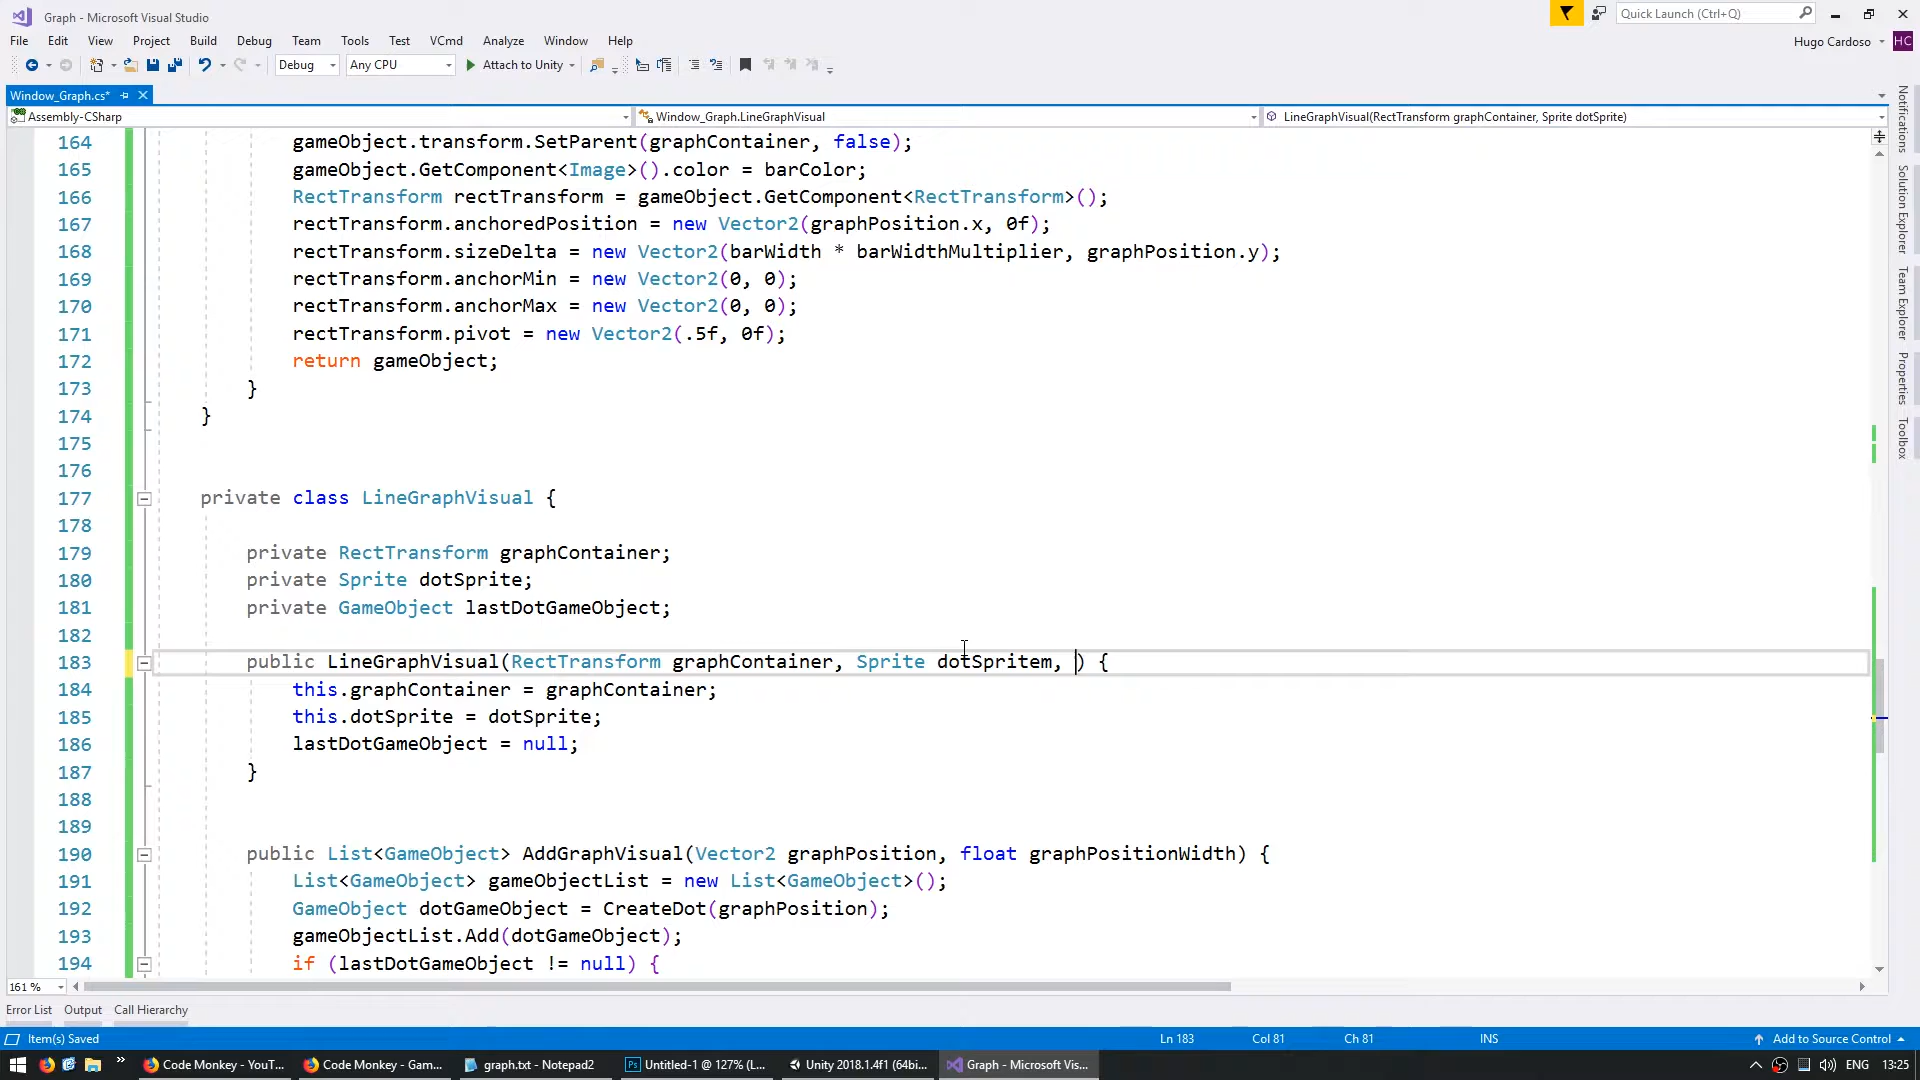 Graph - Microsoft Visual Studio
Quick Launch (Ctrl+Q)
File Edit View Project Build Debug Team Tools Test VCmd Analyze Window Help
Hugo Cardoso HC
Debug Any CPU Attach to Unity
Window_Graph.cs*
Assembly-CSharp Window_Graph.LineGraphVisual LineGraphVisual(RectTransform graphContainer, Sprite dotSprite)
164 gameObject.transform.SetParent(graphContainer, false);
165 gameObject.GetComponent<Image>().color = barColor;
166 RectTransform rectTransform = gameObject.GetComponent<RectTransform>();
167 rectTransform.anchoredPosition = new Vector2(graphPosition.x, 0f);
168 rectTransform.sizeDelta = new Vector2(barWidth * barWidthMultiplier, graphPosition.y);
169 rectTransform.anchorMin = new Vector2(0, 0);
170 rectTransform.anchorMax = new Vector2(0, 0);
171 rectTransform.pivot = new Vector2(.5f, 0f);
172 return gameObject;
173 }
174 }
175
176
177 private class LineGraphVisual {
178
179 private RectTransform graphContainer;
180 private Sprite dotSprite;
181 private GameObject lastDotGameObject;
182
183 public LineGraphVisual(RectTransform graphContainer, Sprite dotSpritem, ) {
184 this.graphContainer = graphContainer;
185 this.dotSprite = dotSprite;
186 lastDotGameObject = null;
187 }
188
189
190 public List<GameObject> AddGraphVisual(Vector2 graphPosition, float graphPositionWidth) {
191 List<GameObject> gameObjectList = new List<GameObject>();
192 GameObject dotGameObject = CreateDot(graphPosition);
193 gameObjectList.Add(dotGameObject);
194 if (lastDotGameObject != null) {
Notifications
Solution Explorer
Team Explorer
Properties
Toolbox
161 %
Error List Output Call Hierarchy
Item(s) Saved Ln 183 Col 81 Ch 81 INS Add to Source Control
Code Monkey - YouT... Code Monkey - Gam... graph.txt - Notepad2 Untitled-1 @ 127% (L... Unity 2018.1.4f1 (64bi... Graph - Microsoft Vis... ENG 13:25